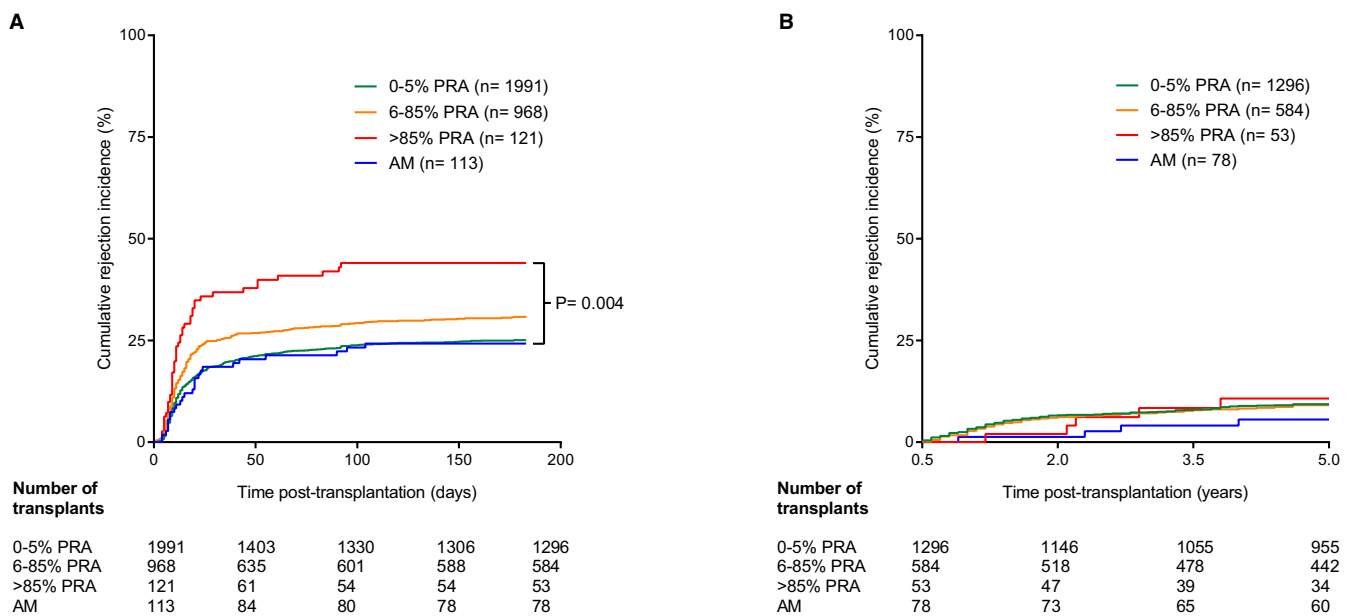 A
Cumulative rejection incidence (%)
100
75
50
25
0
0-5% PRA (n= 1991)
6-85% PRA (n= 968)
>85% PRA (n= 121)
AM (n= 113)
P= 0.004
0 50 100 150 200
Time post-transplantation (days)
Number of
transplants
0-5% PRA 1991 1403 1330 1306 1296
6-85% PRA 968 635 601 588 584
>85% PRA 121 61 54 54 53
AM 113 84 80 78 78
B
Cumulative rejection incidence (%)
100
75
50
25
0
0-5% PRA (n= 1296)
6-85% PRA (n= 584)
>85% PRA (n= 53)
AM (n= 78)
0.5 2.0 3.5 5.0
Time post-transplantation (years)
Number of
transplants
0-5% PRA 1296 1146 1055 955
6-85% PRA 584 518 478 442
>85% PRA 53 47 39 34
AM 78 73 65 60